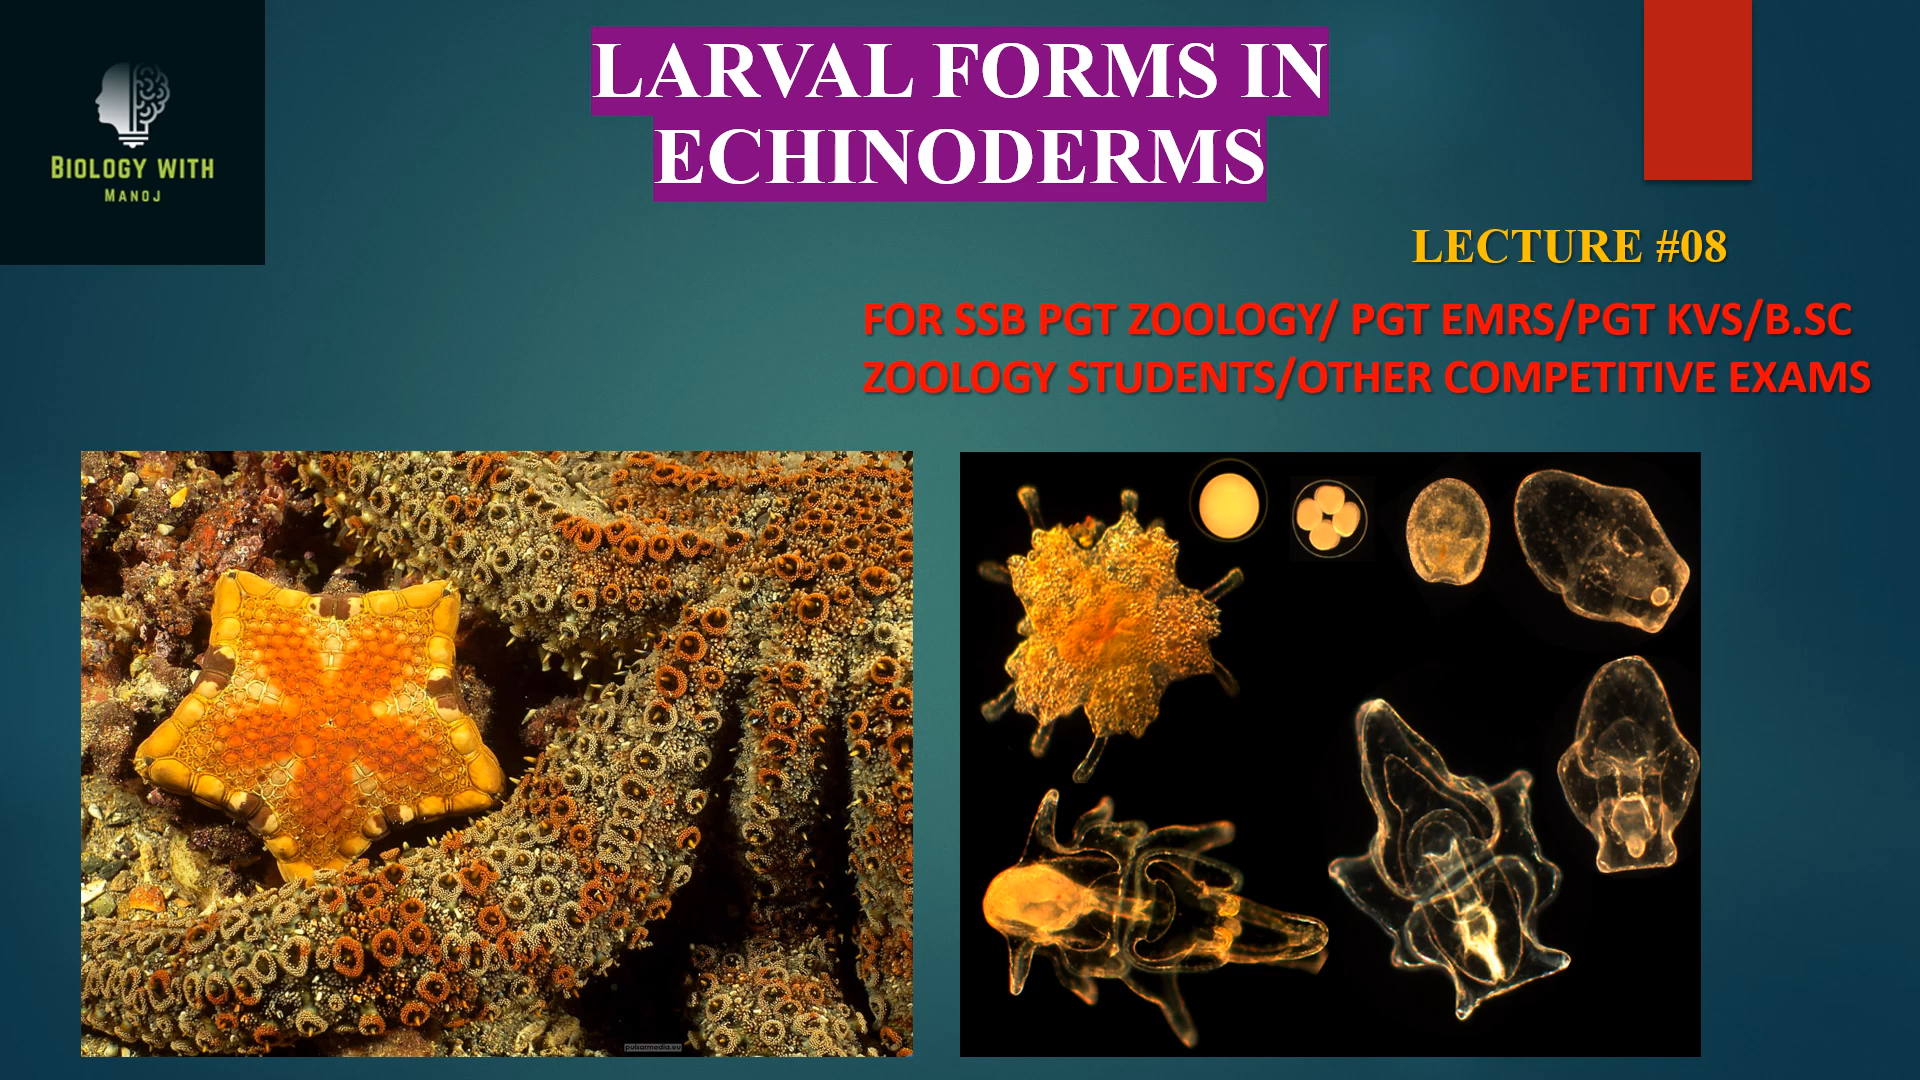 BIOLOGY WITH
MANOJ
LARVAL FORMS IN
ECHINODERMS
LECTURE #08
FOR SSB PGT ZOOLOGY/ PGT EMRS/PGT KVS/B.SC
ZOOLOGY STUDENTS/OTHER COMPETITIVE EXAMS